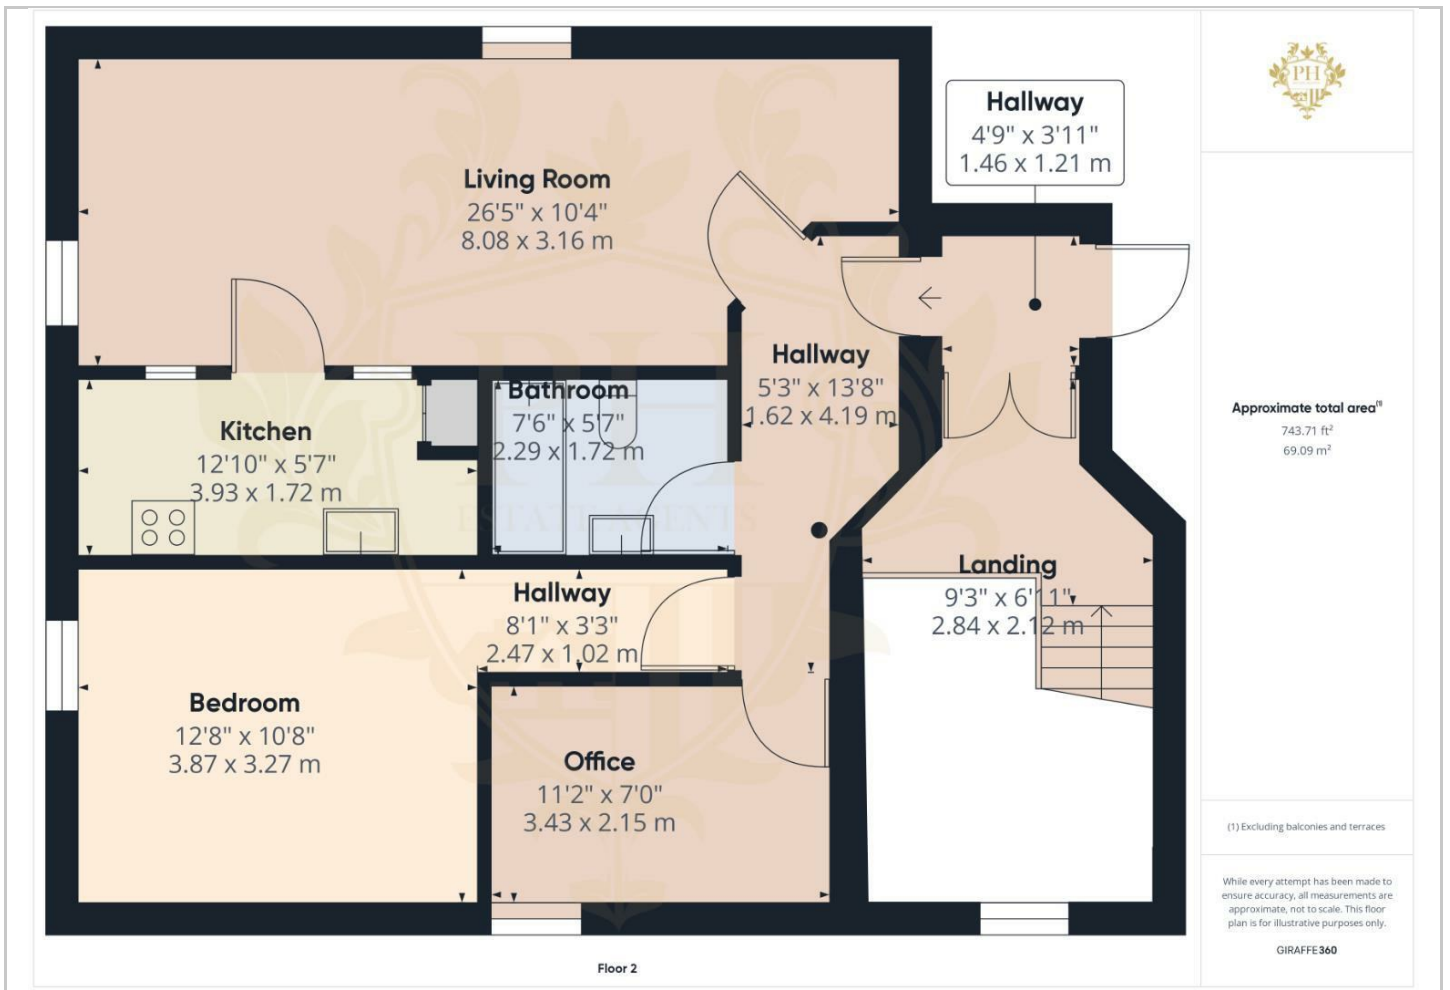 Hallway
4'9" x 3'11"
1.46 x 1.21 m
PH
Living Room
26'5" x 10'4"
8.08 x 3.16 m
Hallway
5'3" x 13'8"
1.62 x 4.19 m
Bathroom
7'6" x 5'7"
2.29 x 1.72 m
Kitchen
12'10" x 5'7"
3.93 x 1.72 m
PH
ESTATE AGENTS
Approximate total area(1)
743.71 ft²
69.09 m²
Landing
9'3" x 6'11"
2.84 x 2.12 m
Hallway
8'1" x 3'3"
2.47 x 1.02 m
Bedroom
12'8" x 10'8"
3.87 x 3.27 m
Office
11'2" x 7'0"
3.43 x 2.15 m
(1) Excluding balconies and terraces
While every attempt has been made to
ensure accuracy, all measurements are
approximate, not to scale. This floor
plan is for illustrative purposes only.
GIRAFFE360
Floor 2